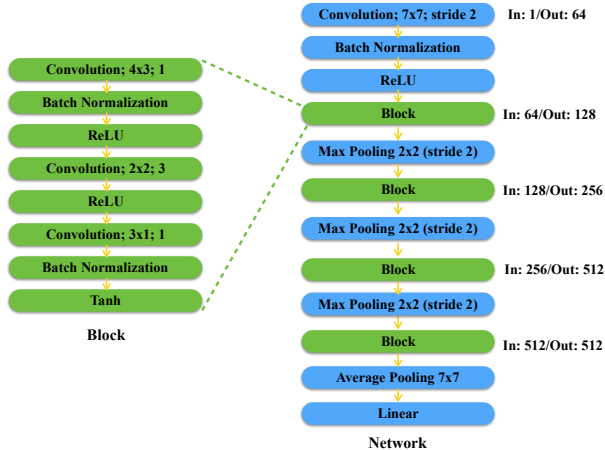 Convolution; 4x3; 1
Batch Normalization
ReLU
Convolution; 2x2; 3
ReLU
Convolution; 3x1; 1
Batch Normalization
Tanh
Block
Convolution; 7x7; stride 2
In: 1/Out: 64
Batch Normalization
ReLU
Block
In: 64/Out: 128
Max Pooling 2x2 (stride 2)
Block
In: 128/Out: 256
Max Pooling 2x2 (stride 2)
Block
In: 256/Out: 512
Max Pooling 2x2 (stride 2)
Block
In: 512/Out: 512
Average Pooling 7x7
Linear
Network